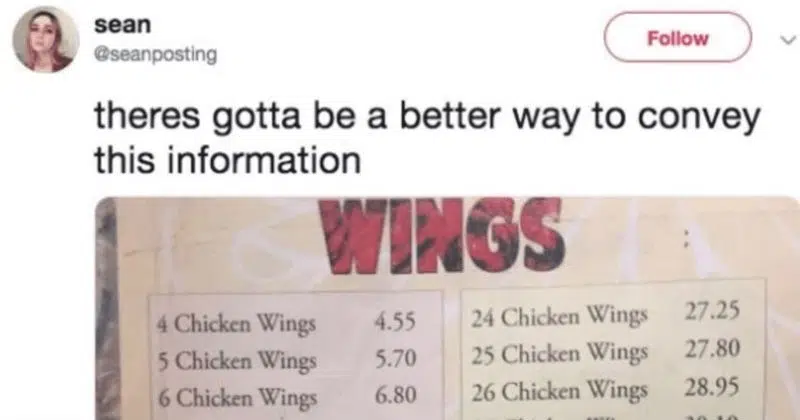 sean
@seanposting
Follow
theres gotta be a better way to convey
this information
WINGS
4 Chicken Wings 4.55
5 Chicken Wings 5.70
6 Chicken Wings 6.80
24 Chicken Wings 27.25
25 Chicken Wings 27.80
26 Chicken Wings 28.95